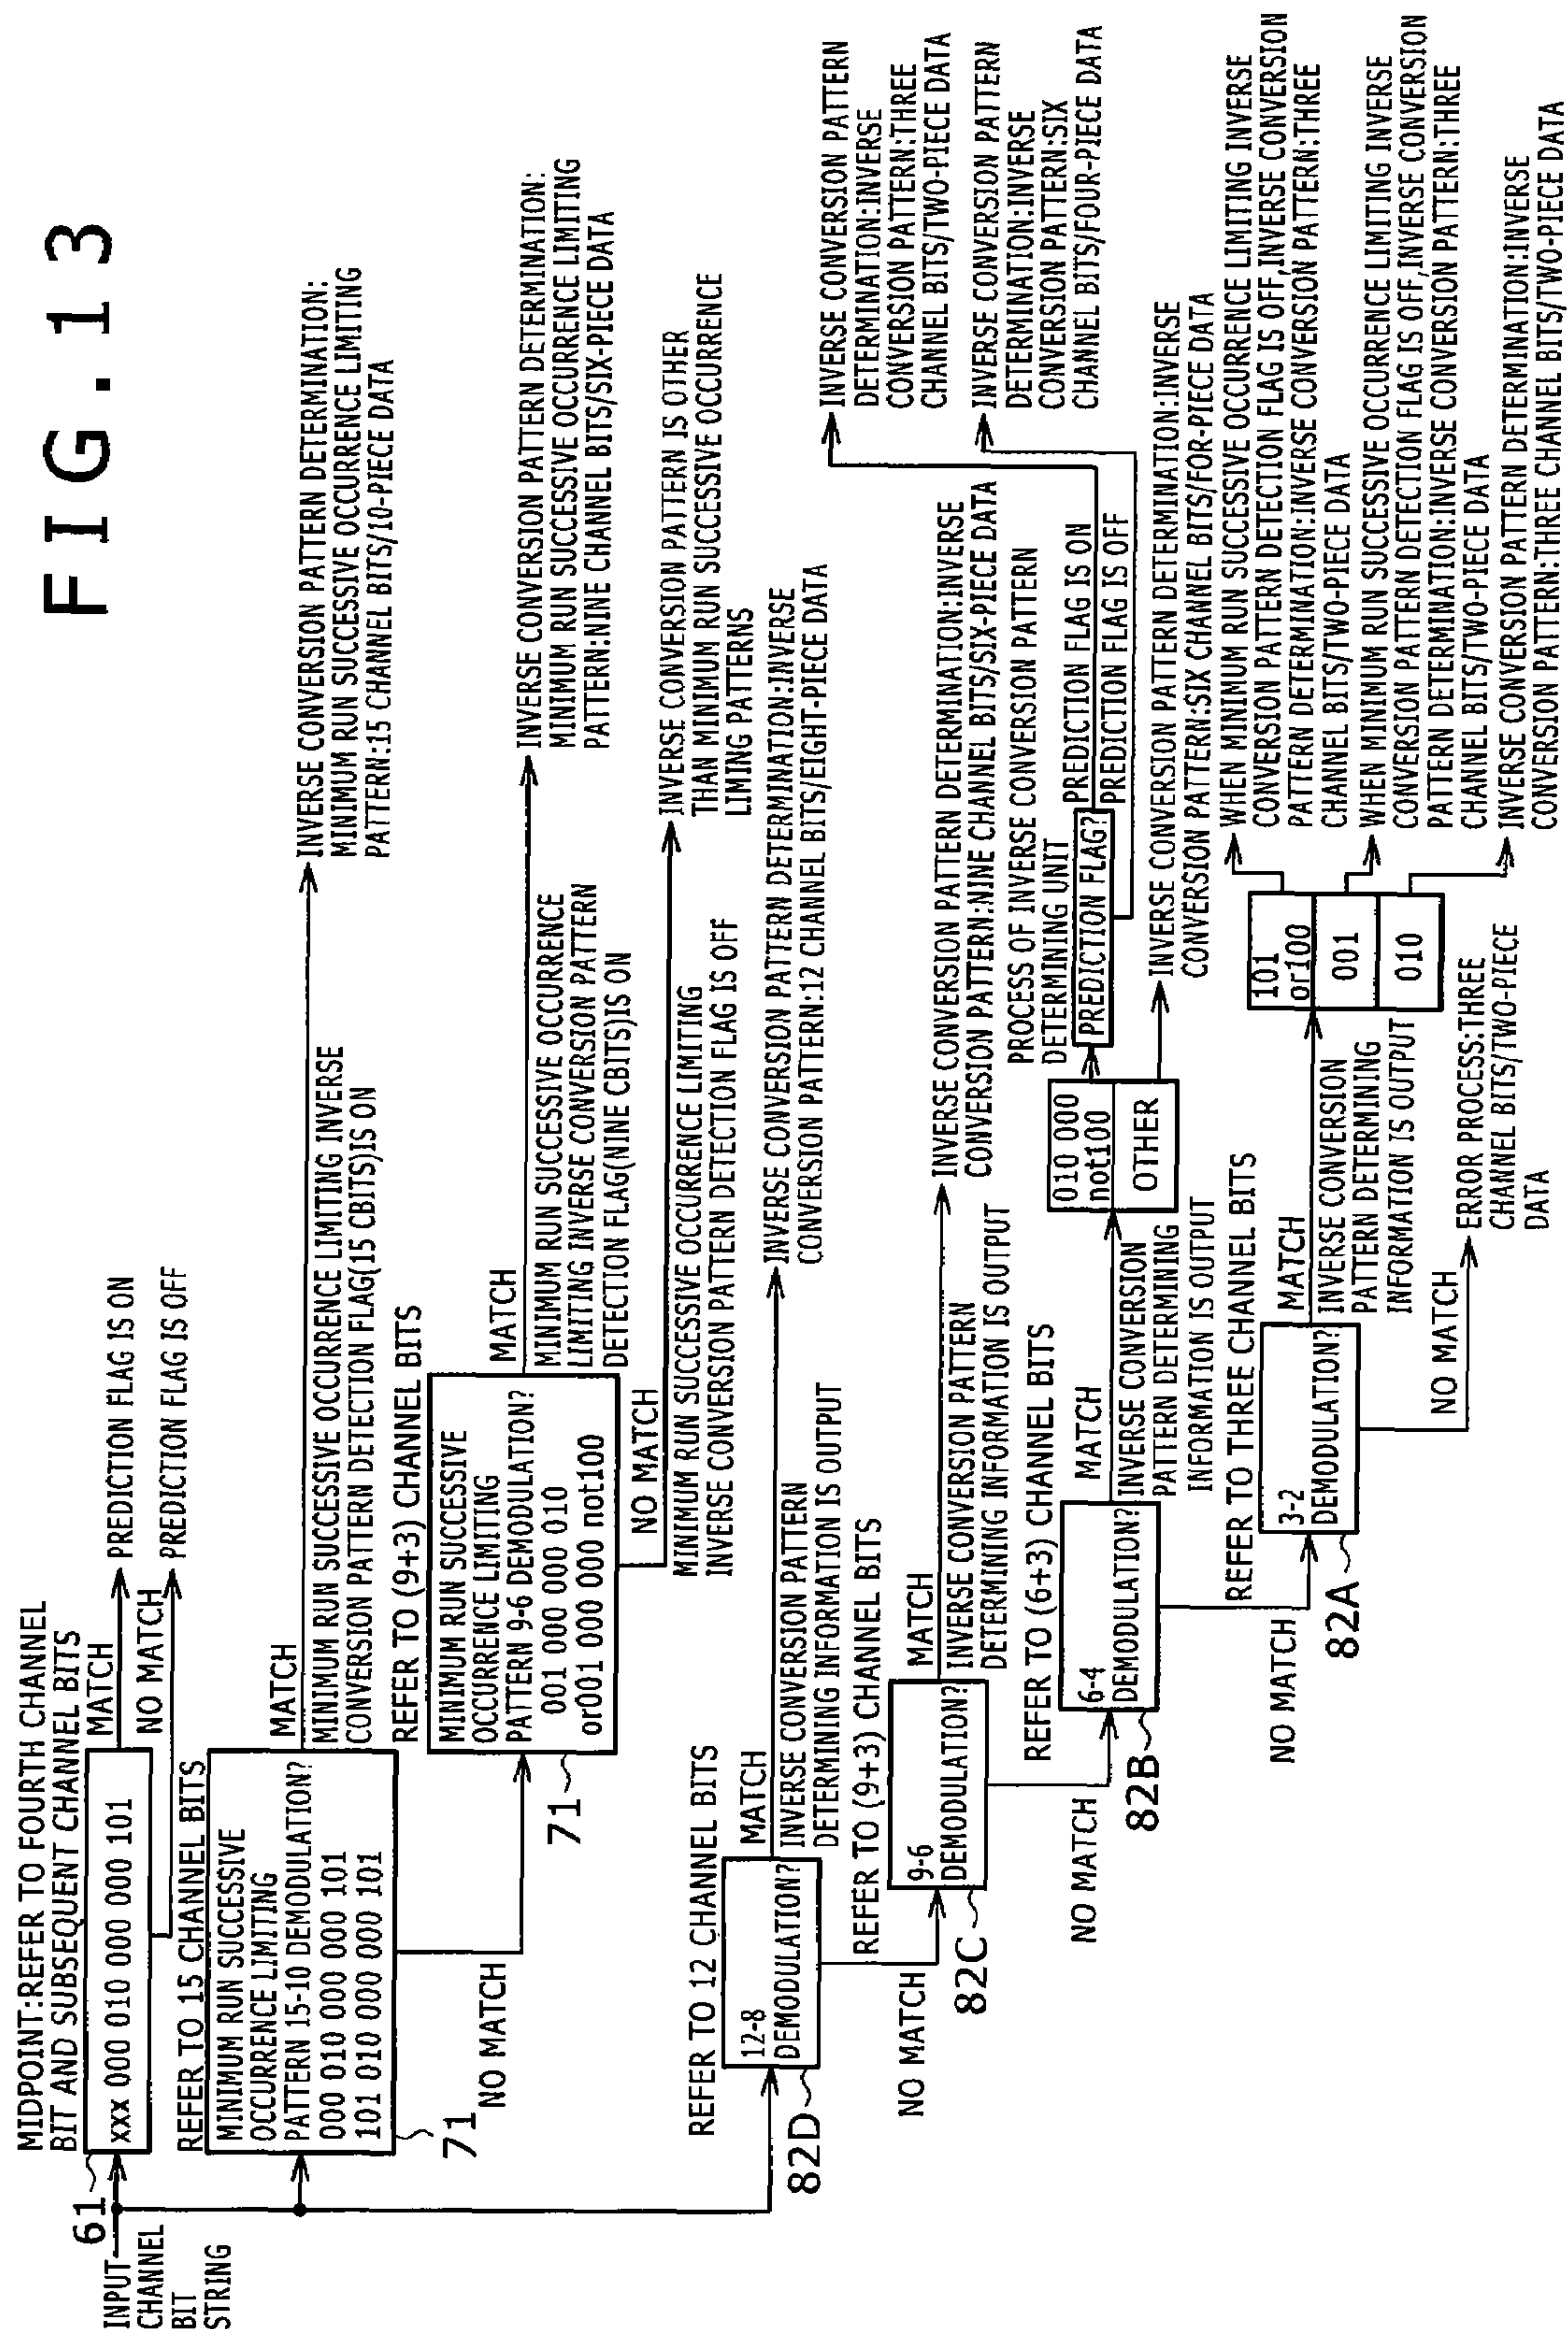 FIG.13
INPUT
CHANNEL
BIT
STRING
61
MIDPOINT:REFER TO FOURTH CHANNEL
BIT AND SUBSEQUENT CHANNEL BITS
xxx 000 010 000 000 101
MATCH
PREDICTION FLAG IS ON
NO MATCH
PREDICTION FLAG IS OFF
REFER TO 15 CHANNEL BITS
MINIMUM RUN SUCCESSIVE
OCCURRENCE LIMITING
PATTERN 15-10 DEMODULATION?
000 010 000 000 101
101 010 000 000 101
71
MATCH
MINIMUM RUN SUCCESSIVE OCCURRENCE LIMITING INVERSE
CONVERSION PATTERN DETECTION FLAG(15 CBITS)IS ON
INVERSE CONVERSION PATTERN DETERMINATION:
MINIMUM RUN SUCCESSIVE OCCURRENCE LIMITING
PATTERN:15 CHANNEL BITS/10-PIECE DATA
NO MATCH
REFER TO (9+3) CHANNEL BITS
MINIMUM RUN SUCCESSIVE
OCCURRENCE LIMITING
PATTERN 9-6 DEMODULATION?
001 000 000 010
or001 000 000 not100
71
MATCH
MINIMUM RUN SUCCESSIVE OCCURRENCE
LIMITING INVERSE CONVERSION PATTERN
DETECTION FLAG(NINE CBITS)IS ON
INVERSE CONVERSION PATTERN DETERMINATION:
MINIMUM RUN SUCCESSIVE OCCURRENCE LIMITING
PATTERN:NINE CHANNEL BITS/SIX-PIECE DATA
NO MATCH
MINIMUM RUN SUCCESSIVE OCCURRENCE LIMITING
INVERSE CONVERSION PATTERN DETECTION FLAG IS OFF
INVERSE CONVERSION PATTERN IS OTHER
THAN MINIMUM RUN SUCCESSIVE OCCURRENCE
LIMING PATTERNS
REFER TO 12 CHANNEL BITS
12-8
DEMODULATION?
82D
MATCH
INVERSE CONVERSION PATTERN
DETERMINING INFORMATION IS OUTPUT
INVERSE CONVERSION PATTERN DETERMINATION:INVERSE
CONVERSION PATTERN:12 CHANNEL BITS/EIGHT-PIECE DATA
NO MATCH
REFER TO (9+3) CHANNEL BITS
9-6
DEMODULATION?
82C
MATCH
INVERSE CONVERSION PATTERN
DETERMINING INFORMATION IS OUTPUT
INVERSE CONVERSION PATTERN DETERMINATION:INVERSE
CONVERSION PATTERN:NINE CHANNEL BITS/SIX-PIECE DATA
NO MATCH
REFER TO (6+3) CHANNEL BITS
6-4
DEMODULATION?
82B
MATCH
INVERSE CONVERSION
PATTERN DETERMINING
INFORMATION IS OUTPUT
010 000
not100
OTHER
PROCESS OF INVERSE CONVERSION PATTERN
DETERMINING UNIT
PREDICTION FLAG?
PREDICTION FLAG IS ON
PREDICTION FLAG IS OFF
INVERSE CONVERSION PATTERN
DETERMINATION:INVERSE
CONVERSION PATTERN:THREE
CHANNEL BITS/TWO-PIECE DATA
INVERSE CONVERSION PATTERN
DETERMINATION:INVERSE
CONVERSION PATTERN:SIX
CHANNEL BITS/FOUR-PIECE DATA
INVERSE CONVERSION PATTERN DETERMINATION:INVERSE
CONVERSION PATTERN:SIX CHANNEL BITS/FOR-PIECE DATA
NO MATCH
REFER TO THREE CHANNEL BITS
3-2
DEMODULATION?
82A
MATCH
INVERSE CONVERSION
PATTERN DETERMINING
INFORMATION IS OUTPUT
101
or100
001
010
WHEN MINIMUM RUN SUCCESSIVE OCCURRENCE LIMITING INVERSE
CONVERSION PATTERN DETECTION FLAG IS OFF,INVERSE CONVERSION
PATTERN DETERMINATION:INVERSE CONVERSION PATTERN:THREE
CHANNEL BITS/TWO-PIECE DATA
WHEN MINIMUM RUN SUCCESSIVE OCCURRENCE LIMITING INVERSE
CONVERSION PATTERN DETECTION FLAG IS OFF,INVERSE CONVERSION
PATTERN DETERMINATION:INVERSE CONVERSION PATTERN:THREE
CHANNEL BITS/TWO-PIECE DATA
INVERSE CONVERSION PATTERN DETERMINATION:INVERSE
CONVERSION PATTERN:THREE CHANNEL BITS/TWO-PIECE DATA
NO MATCH
ERROR PROCESS:THREE
CHANNEL BITS/TWO-PIECE
DATA